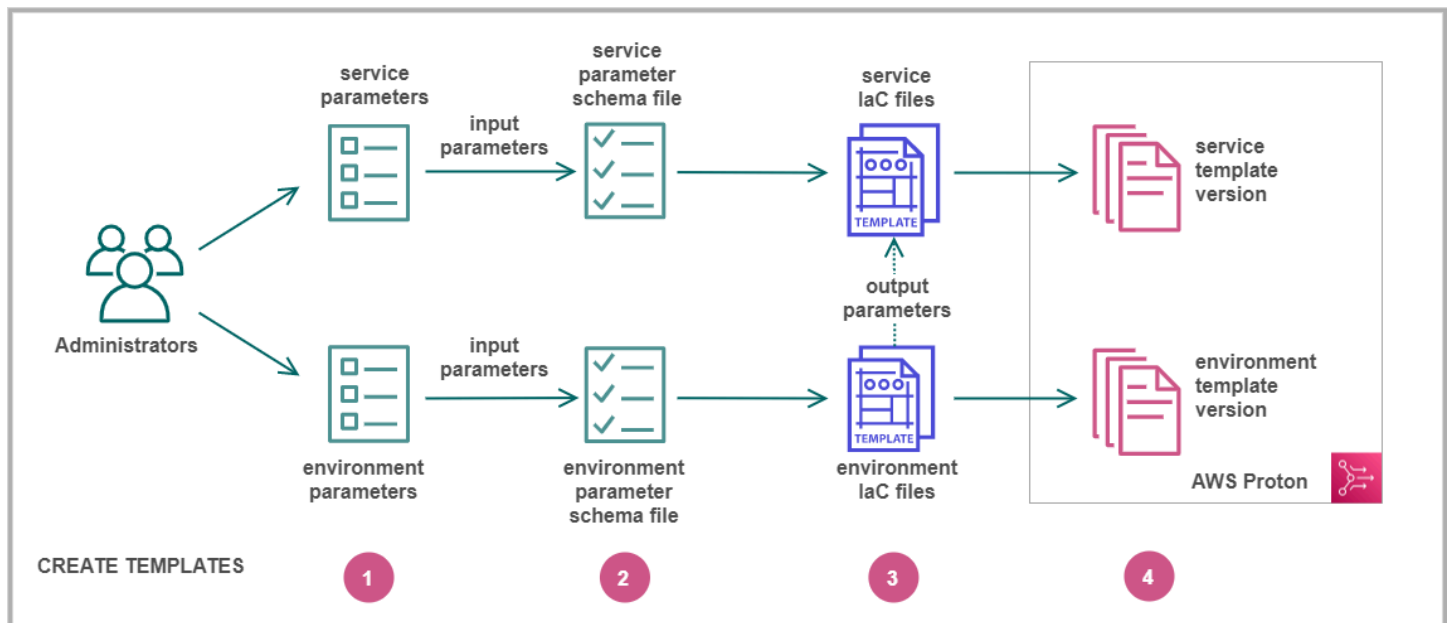 service
parameters
input
parameters
service
parameter
schema file
service
IaC files
TEMPLATE
service
template
version
output
parameters
Administrators
environment
parameters
input
parameters
environment
parameter
schema file
TEMPLATE
environment
IaC files
environment
template
version
AWS Proton
CREATE TEMPLATES
1
2
3
4